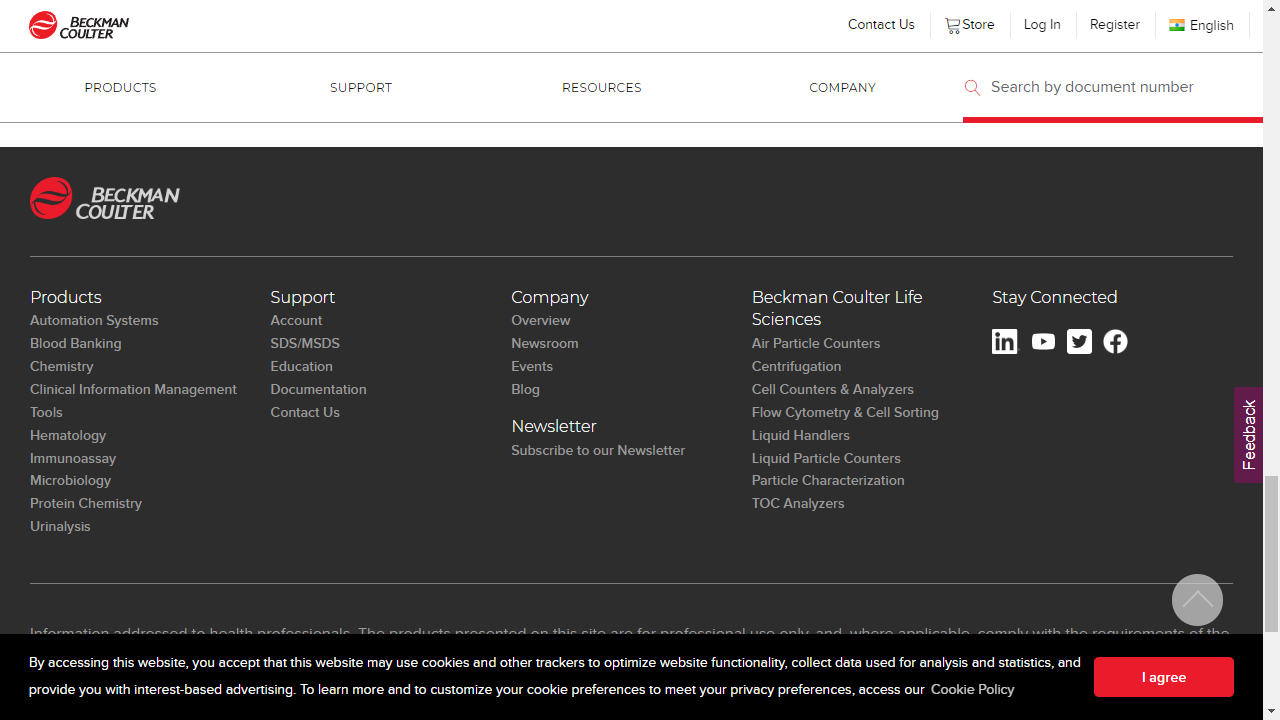 BECKMAN
COULTER
Contact Us
Store
Log In
Register
English
PRODUCTS
SUPPORT
RESOURCES
COMPANY
Search by document number
BECKMAN
COULTER
Products
Automation Systems
Blood Banking
Chemistry
Clinical Information Management
Tools
Hematology
Immunoassay
Microbiology
Protein Chemistry
Urinalysis
Support
Account
SDS/MSDS
Education
Documentation
Contact Us
Company
Overview
Newsroom
Events
Blog
Newsletter
Subscribe to our Newsletter
Beckman Coulter Life
Sciences
Air Particle Counters
Centrifugation
Cell Counters & Analyzers
Flow Cytometry & Cell Sorting
Liquid Handlers
Liquid Particle Counters
Particle Characterization
TOC Analyzers
Stay Connected
Feedback
Information addressed to health professionals. The products presented on this site are for professional use only, and, where applicable, comply with the requirements of the
By accessing this website, you accept that this website may use cookies and other trackers to optimize website functionality, collect data used for analysis and statistics, and
provide you with interest-based advertising. To learn more and to customize your cookie preferences to meet your privacy preferences, access our Cookie Policy
I agree